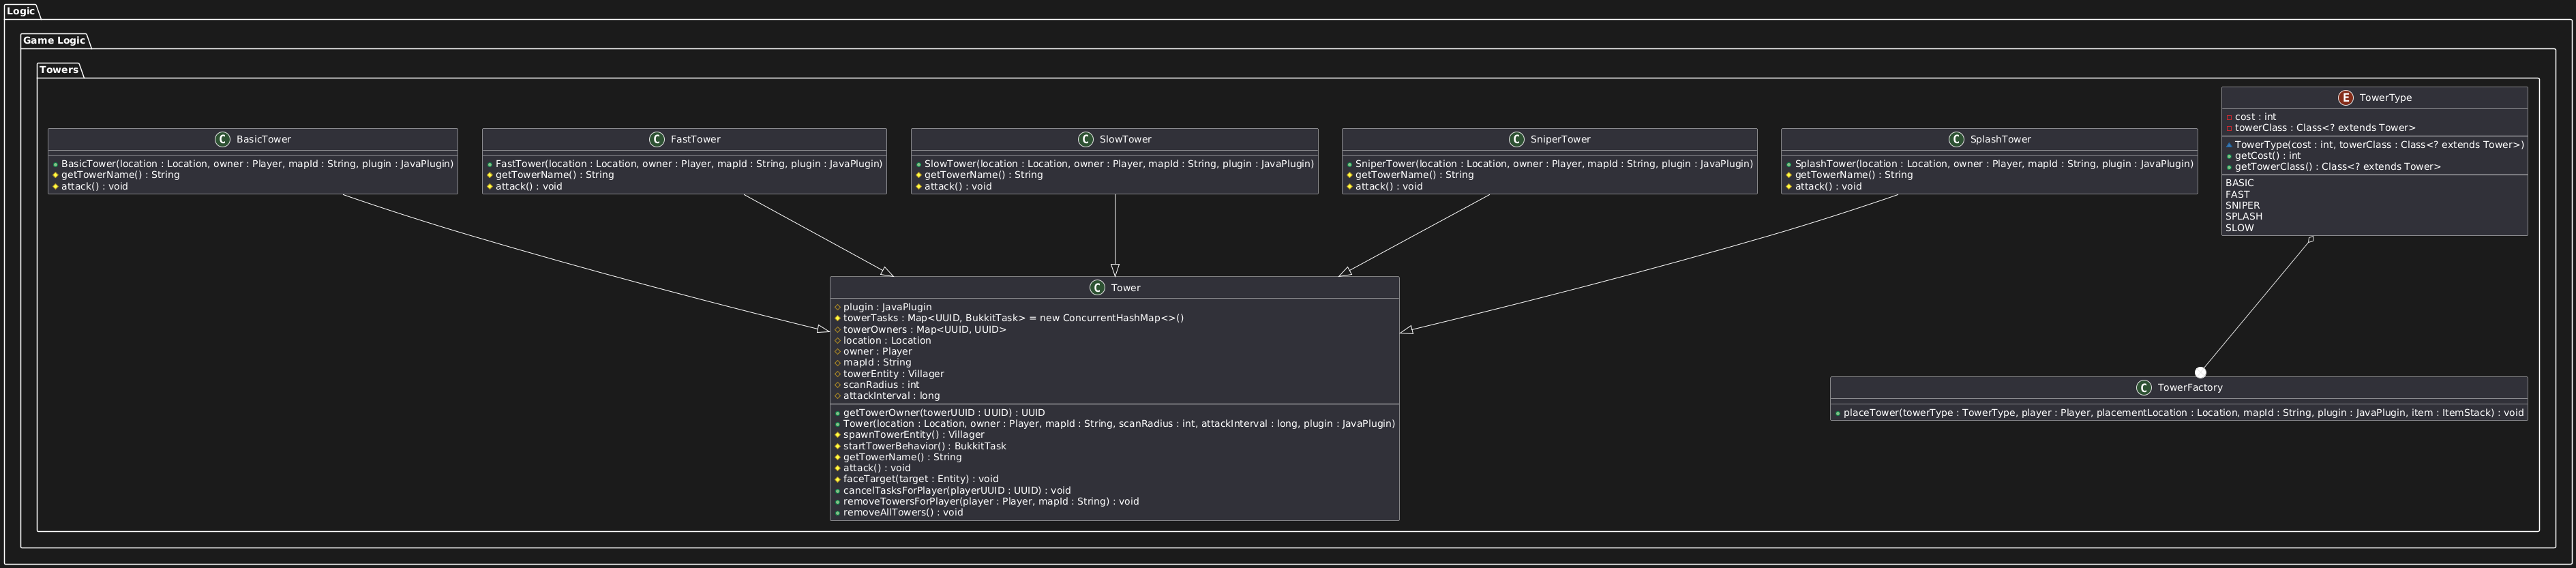 Logic
Game Logic
Towers
C BasicTower
BasicTower(location : Location, owner : Player, mapId : String, plugin : JavaPlugin)
getTowerName() : String
attack() : void
C FastTower
FastTower(location : Location, owner : Player, mapId : String, plugin : JavaPlugin)
getTowerName() : String
attack() : void
C SlowTower
SlowTower(location : Location, owner : Player, mapId : String, plugin : JavaPlugin)
getTowerName() : String
attack() : void
C SniperTower
SniperTower(location : Location, owner : Player, mapId : String, plugin : JavaPlugin)
getTowerName() : String
attack() : void
C SplashTower
SplashTower(location : Location, owner : Player, mapId : String, plugin : JavaPlugin)
getTowerName() : String
attack() : void
E TowerType
cost : int
towerClass : Class<? extends Tower>
TowerType(cost : int, towerClass : Class<? extends Tower>)
getCost() : int
getTowerClass() : Class<? extends Tower>
BASIC
FAST
SNIPER
SPLASH
SLOW
C Tower
plugin : JavaPlugin
towerTasks : Map<UUID, BukkitTask> = new ConcurrentHashMap<>()
towerOwners : Map<UUID, UUID>
location : Location
owner : Player
mapId : String
towerEntity : Villager
scanRadius : int
attackInterval : long
getTowerOwner(towerUUID : UUID) : UUID
Tower(location : Location, owner : Player, mapId : String, scanRadius : int, attackInterval : long, plugin : JavaPlugin)
spawnTowerEntity() : Villager
startTowerBehavior() : BukkitTask
getTowerName() : String
attack() : void
faceTarget(target : Entity) : void
cancelTasksForPlayer(playerUUID : UUID) : void
removeTowersForPlayer(player : Player, mapId : String) : void
removeAllTowers() : void
C TowerFactory
placeTower(towerType : TowerType, player : Player, placementLocation : Location, mapId : String, plugin : JavaPlugin, item : ItemStack) : void